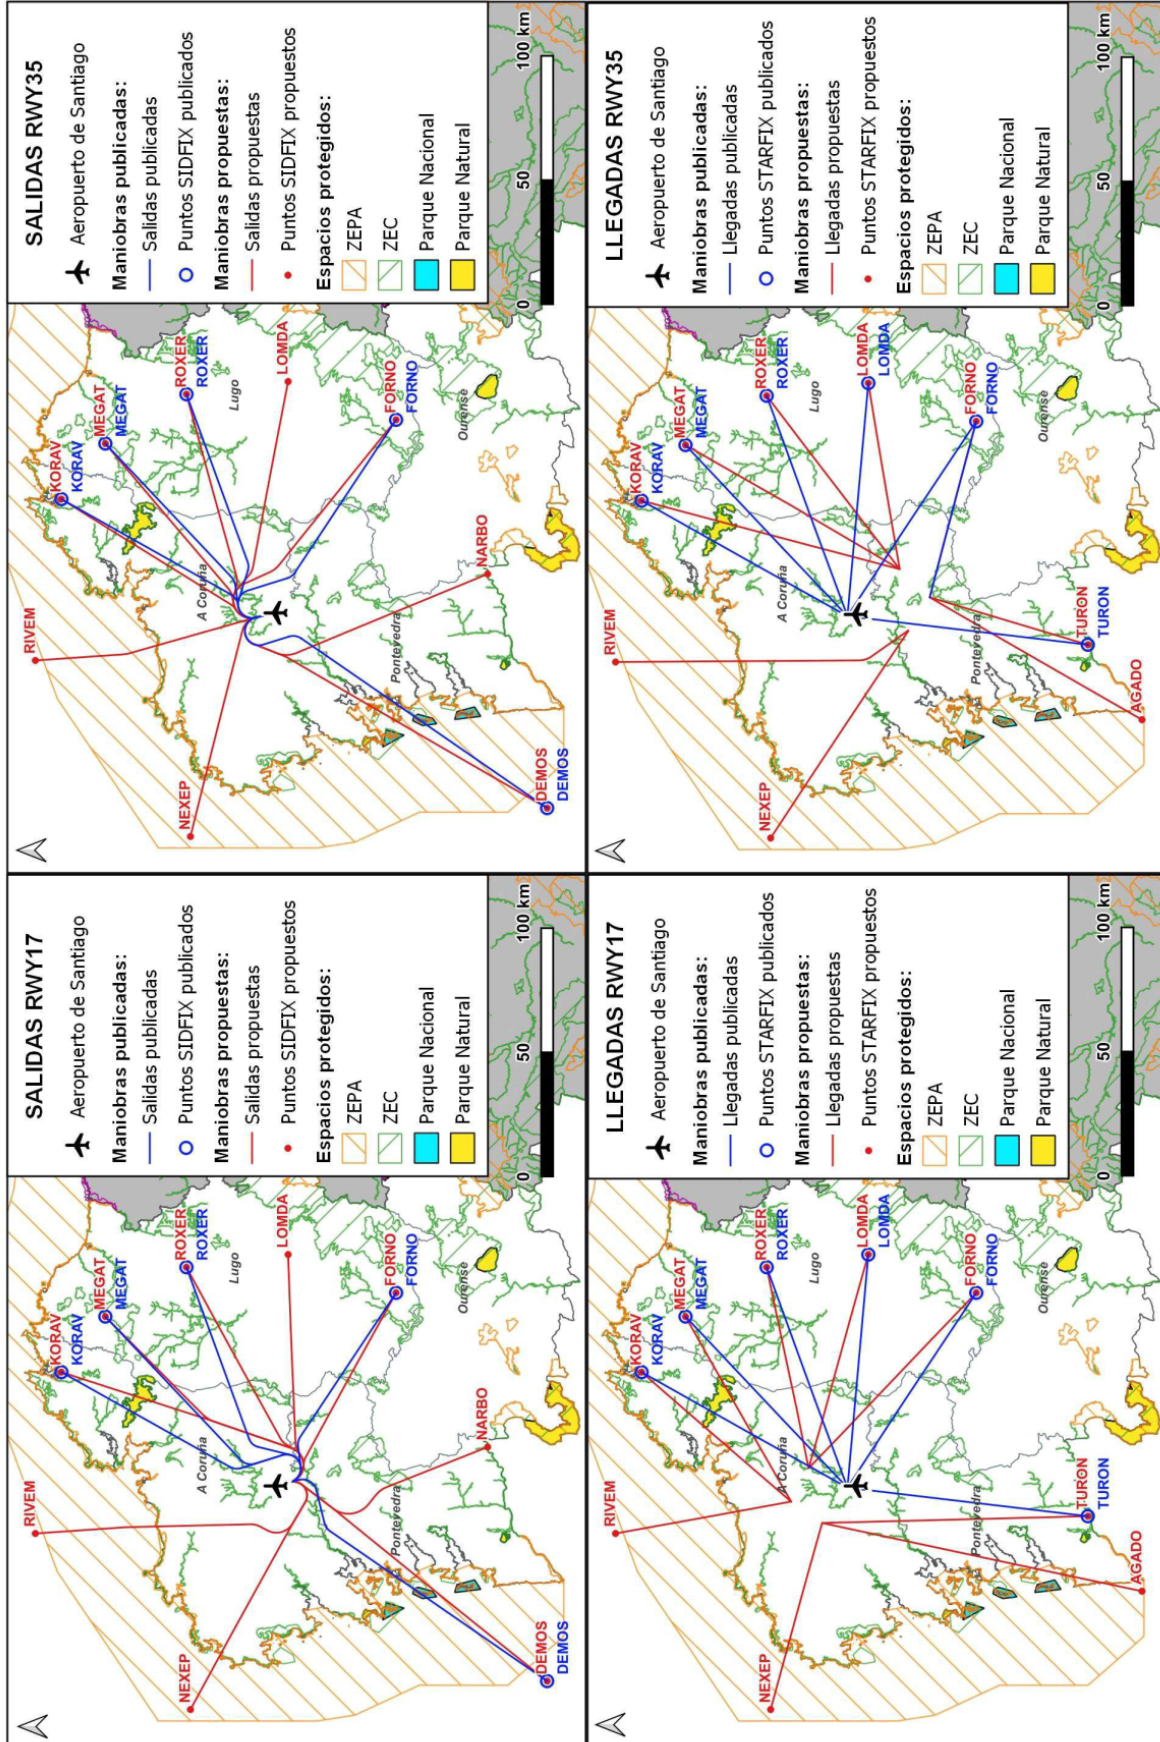 SALIDAS RWY17
Aeropuerto de Santiago
Maniobras publicadas:
Salidas publicadas
Puntos SIDFIX publicados
Maniobras propuestas:
Salidas propuestas
Puntos SIDFIX propuestos
Espacios protegidos:
ZEPA
ZEC
Parque Nacional
Parque Natural
0 50 100 km
RIVEM
KORAV
KORAV
MEGAT
MEGAT
NEXEP
ROXER
ROXER
A Coruña
Lugo
LOMDA
FORNO
FORNO
Pontevedra
Ourense
NARBO
DEMOS
DEMOS
SALIDAS RWY35
Aeropuerto de Santiago
Maniobras publicadas:
Salidas publicadas
Puntos SIDFIX publicados
Maniobras propuestas:
Salidas propuestas
Puntos SIDFIX propuestos
Espacios protegidos:
ZEPA
ZEC
Parque Nacional
Parque Natural
0 50 100 km
RIVEM
KORAV
KORAV
MEGAT
MEGAT
NEXEP
ROXER
ROXER
A Coruña
Lugo
LOMDA
FORNO
FORNO
Pontevedra
Ourense
NARBO
DEMOS
DEMOS
LLEGADAS RWY17
Aeropuerto de Santiago
Maniobras publicadas:
Llegadas publicadas
Puntos STARFIX publicados
Maniobras propuestas:
Llegadas propuestas
Puntos STARFIX propuestos
Espacios protegidos:
ZEPA
ZEC
Parque Nacional
Parque Natural
0 50 100 km
RIVEM
KORAV
KORAV
MEGAT
MEGAT
NEXEP
ROXER
ROXER
A Coruña
Lugo
LOMDA
LOMDA
FORNO
FORNO
Pontevedra
Ourense
TURON
TURON
AGADO
LLEGADAS RWY35
Aeropuerto de Santiago
Maniobras publicadas:
Llegadas publicadas
Puntos STARFIX publicados
Maniobras propuestas:
Llegadas propuestas
Puntos STARFIX propuestos
Espacios protegidos:
ZEPA
ZEC
Parque Nacional
Parque Natural
0 50 100 km
RIVEM
KORAV
KORAV
MEGAT
MEGAT
NEXEP
ROXER
ROXER
A Coruña
Lugo
LOMDA
LOMDA
FORNO
FORNO
Pontevedra
Ourense
TURON
TURON
AGADO